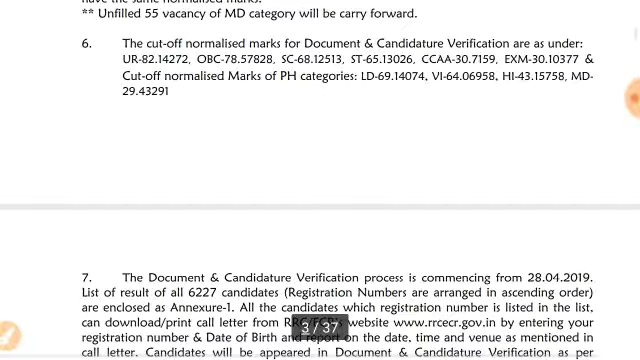 have the same normalised marks.
** Unfilled 55 vacancy of MD category will be carry forward.
6. The cut-off normalised marks for Document & Candidature Verification are as under:
UR-82.14272, OBC-78.57828, SC-68.12513, ST-65.13026, CCAA-30.7159, EXM-30.10377 &
Cut-off normalised Marks of PH categories: LD-69.14074, VI-64.06958, HI-43.15758, MD-
29.43291
7. The Document & Candidature Verification process is commencing from 28.04.2019.
List of result of all 6227 candidates (Registration Numbers are arranged in ascending order)
are enclosed as Annexure-1. All the candidates which registration number is listed in the list,
can download/print call letter from website www.rrcecr.gov.in by entering your
3 / 37
registration number & Date of Birth and report on the date, time and venue as mentioned in
call letter. Candidates will be appeared in Document & Candidature Verification as per